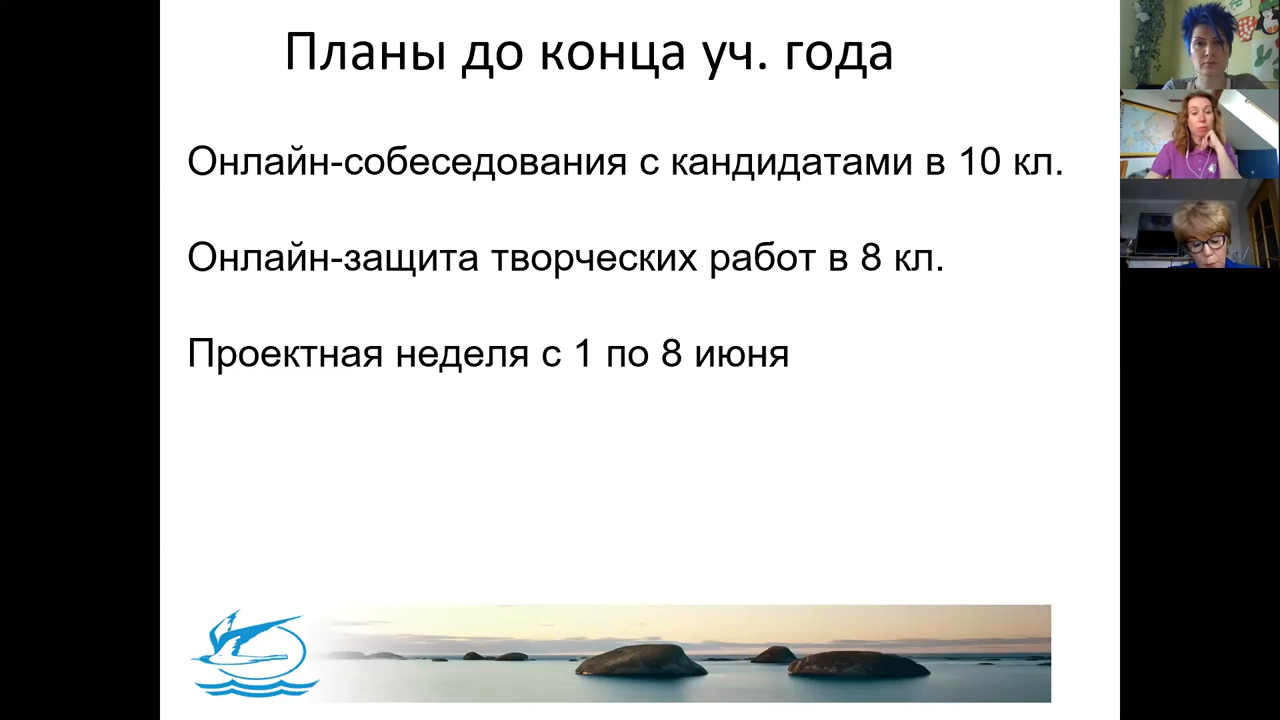 Планы до конца уч. года
Онлайн-собеседования с кандидатами в 10 кл.
Онлайн-защита творческих работ в 8 кл.
Проектная неделя с 1 по 8 июня